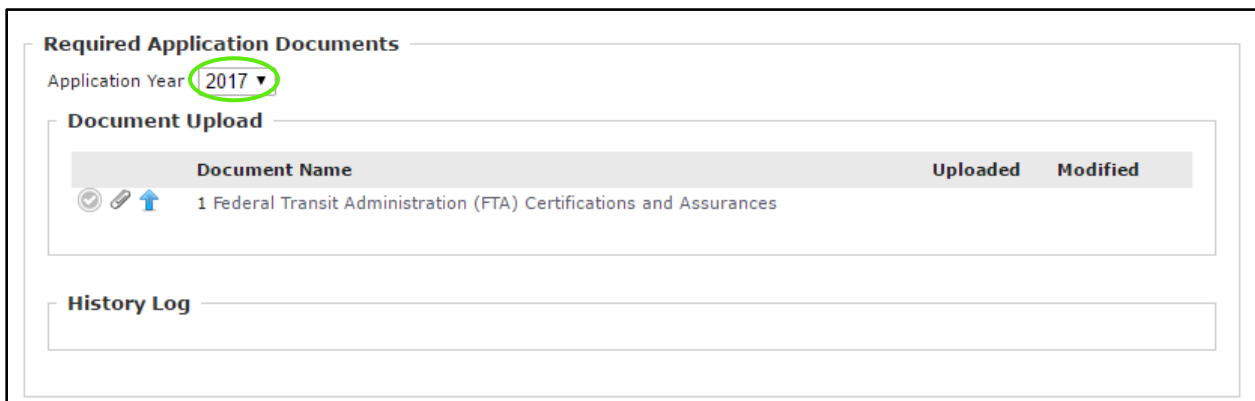 Required Application Documents
Application Year 2017
Document Upload
Document Name Uploaded Modified
1 Federal Transit Administration (FTA) Certifications and Assurances
History Log